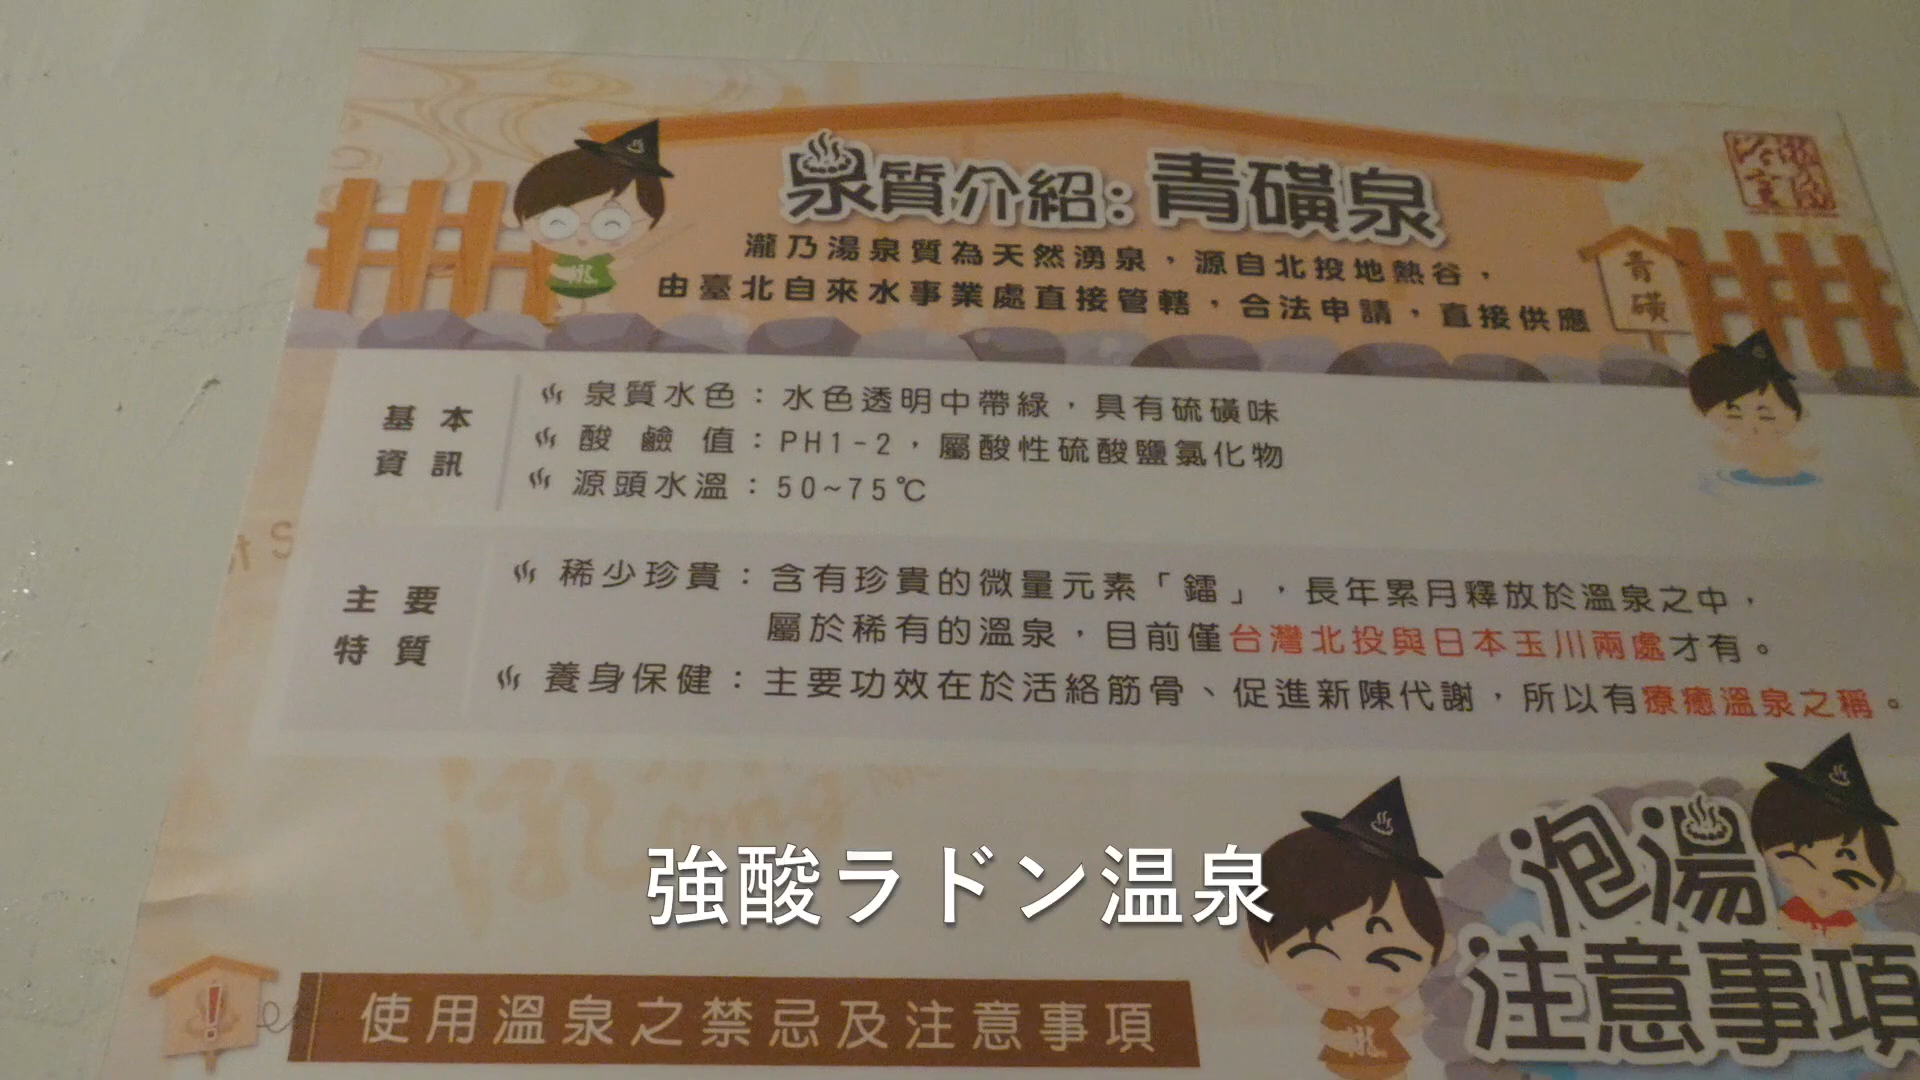 泉質介紹:青磺泉
瀧乃湯泉質為天然湧泉，源自北投地熱谷，
由臺北自來水事業處直接管轄，合法申請，直接供應
青磺
基本資訊
泉質水色：水色透明中帶綠，具有硫磺味
酸鹼值：PH1-2，屬酸性硫酸鹽氯化物
源頭水溫：50~75℃
主要特質
稀少珍貴：含有珍貴的微量元素「鐳」，長年累月釋放於溫泉之中，
屬於稀有的溫泉，目前僅台灣北投與日本玉川兩處才有。
養身保健：主要功效在於活絡筋骨、促進新陳代謝，所以有療癒溫泉之稱。
強酸ラドン温泉
泡湯
注意事項
使用溫泉之禁忌及注意事項